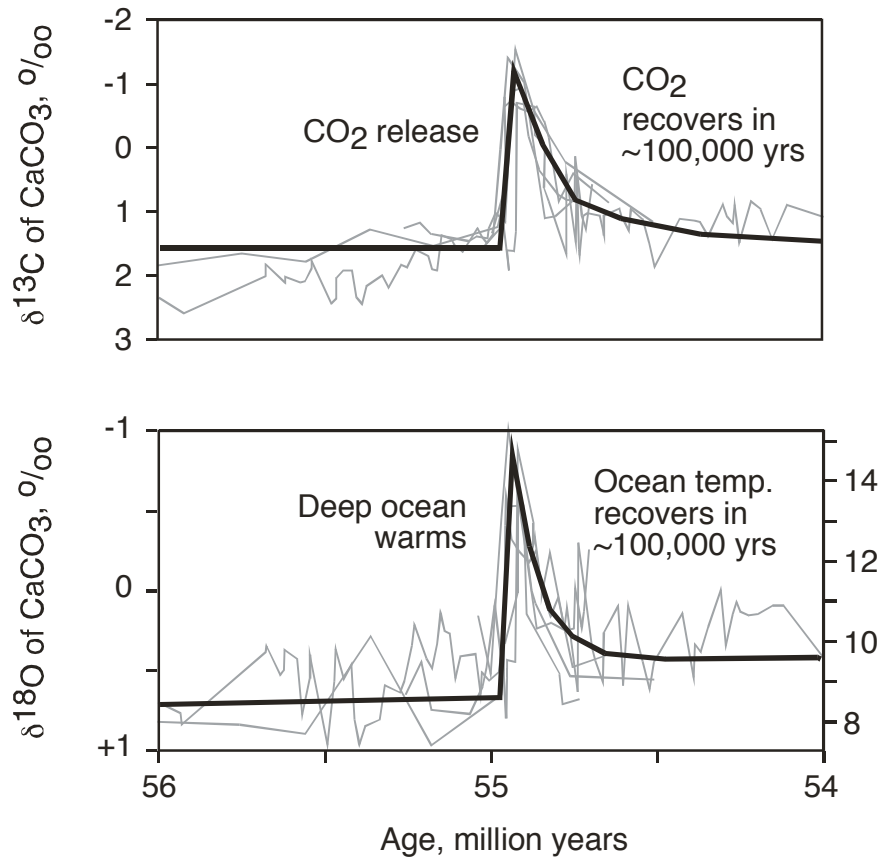 -2
-1
0
1
2
3
δ13C of CaCO3, o/oo
CO2 release
CO2
recovers in
~100,000 yrs
-1
0
+1
δ18O of CaCO3, o/oo
Deep ocean
warms
Ocean temp.
recovers in
~100,000 yrs
14
12
10
8
56
55
54
Age, million years